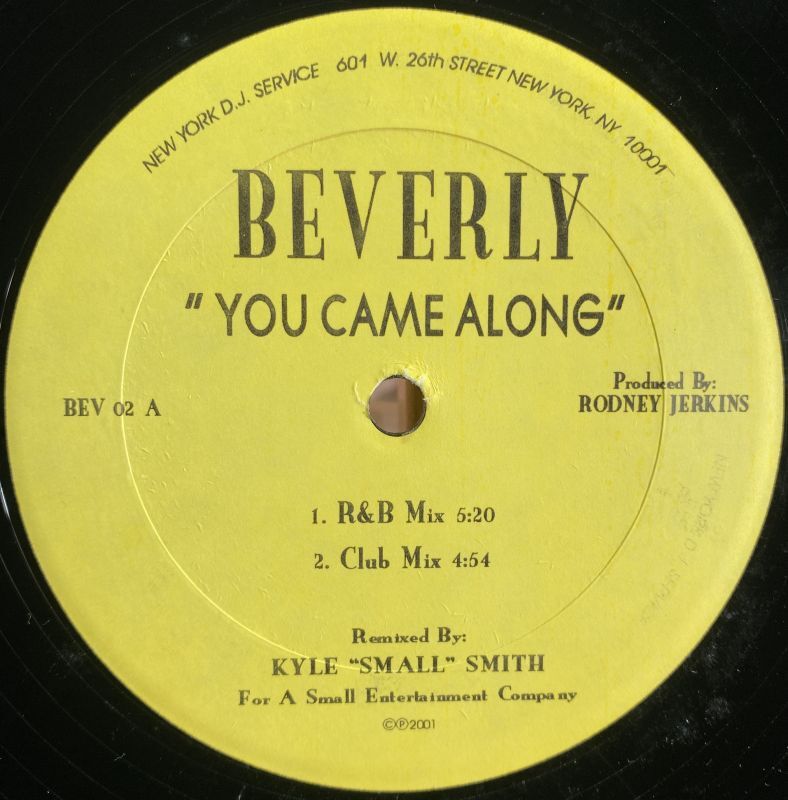 NEW YORK D.J. SERVICE 601 W. 26th STREET NEW YORK, NY 10001
BEVERLY
"YOU CAME ALONG"
BEV 02 A
Produced By:
RODNEY JERKINS
1. R&B Mix 5:20
2. Club Mix 4:54
Remixed By:
KYLE "SMALL" SMITH
For A Small Entertainment Company
©℗2001